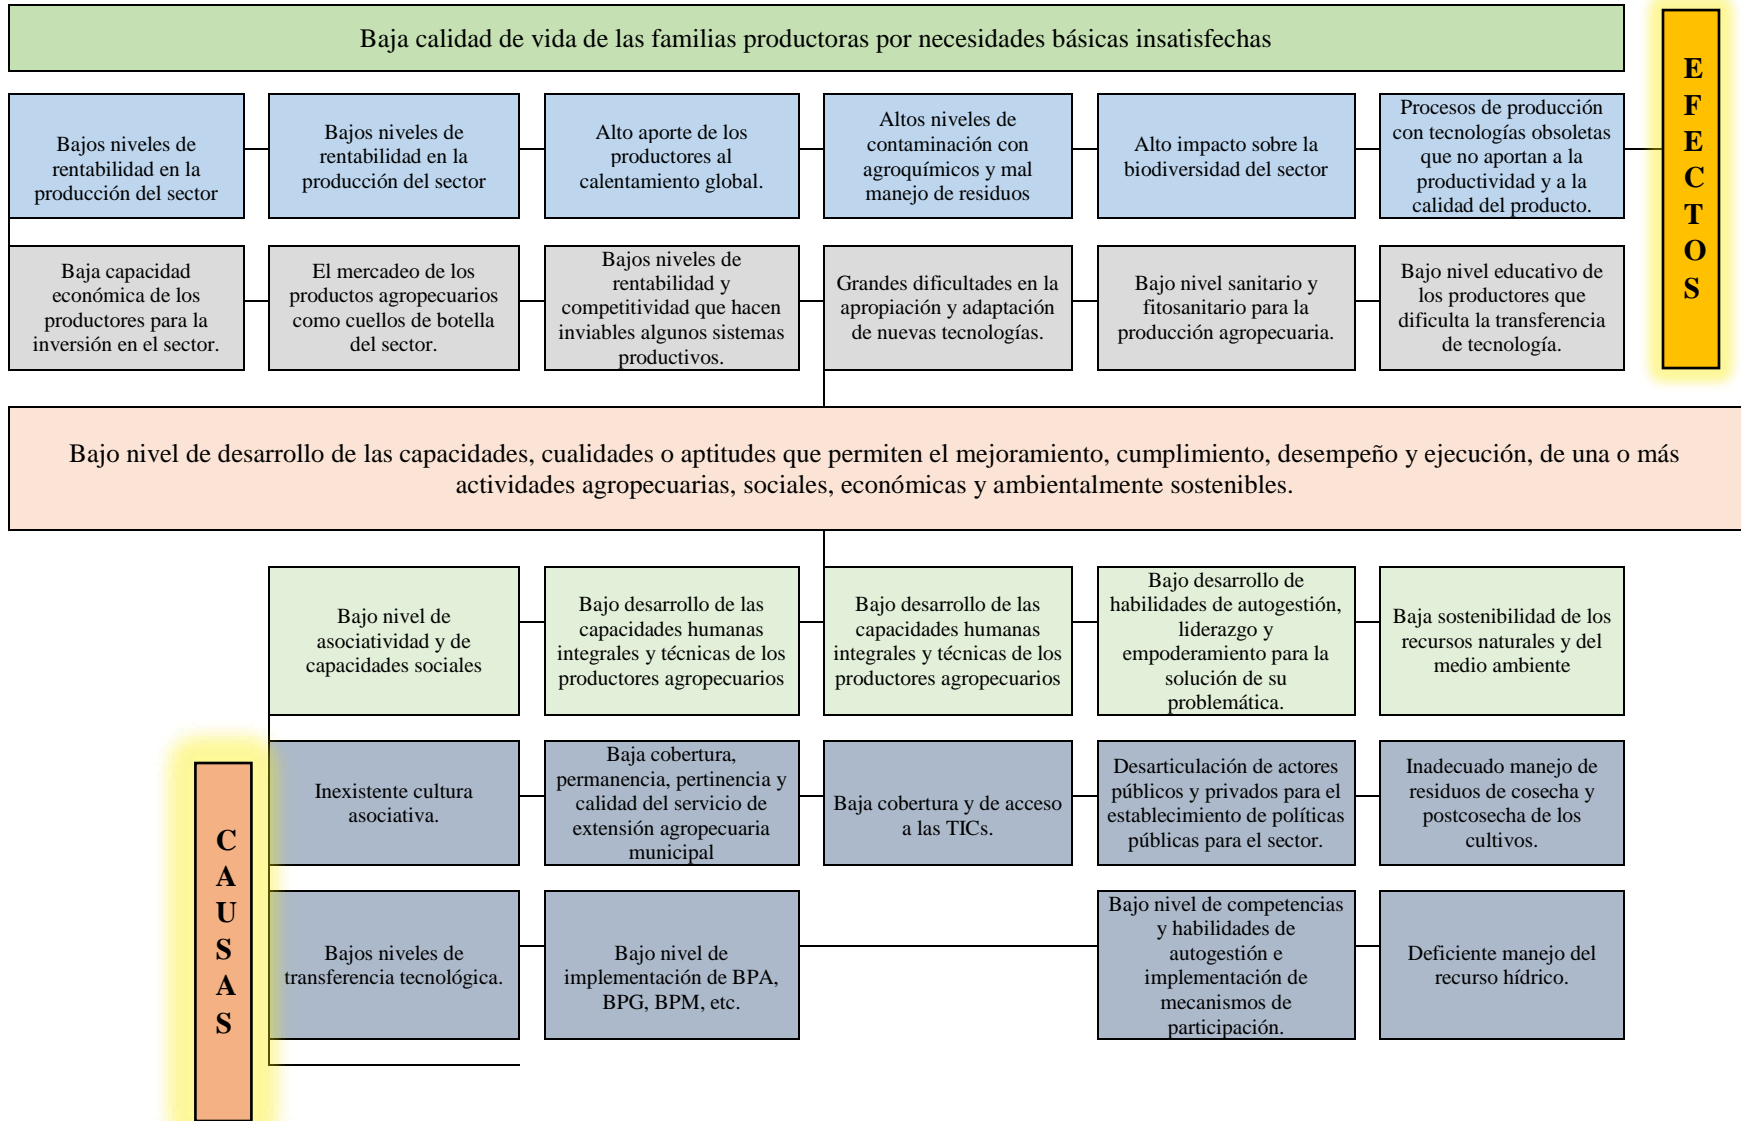 Baja calidad de vida de las familias productoras por necesidades básicas insatisfechas
E
F
E
C
T
O
S
Bajos niveles de
rentabilidad en la
producción del sector
Bajos niveles de
rentabilidad en la
producción del sector
Alto aporte de los
productores al
calentamiento global.
Altos niveles de
contaminación con
agroquímicos y mal
manejo de residuos
Alto impacto sobre la
biodiversidad del sector
Procesos de producción
con tecnologías obsoletas
que no aportan a la
productividad y a la
calidad del producto.
Baja capacidad
económica de los
productores para la
inversión en el sector.
El mercadeo de los
productos agropecuarios
como cuellos de botella
del sector.
Bajos niveles de
rentabilidad y
competitividad que hacen
inviables algunos sistemas
productivos.
Grandes dificultades en la
apropiación y adaptación
de nuevas tecnologías.
Bajo nivel sanitario y
fitosanitario para la
producción agropecuaria.
Bajo nivel educativo de
los productores que
dificulta la transferencia
de tecnología.
Bajo nivel de desarrollo de las capacidades, cualidades o aptitudes que permiten el mejoramiento, cumplimiento, desempeño y ejecución, de una o más
actividades agropecuarias, sociales, económicas y ambientalmente sostenibles.
Bajo nivel de
asociatividad y de
capacidades sociales
Bajo desarrollo de las
capacidades humanas
integrales y técnicas de los
productores agropecuarios
Bajo desarrollo de las
capacidades humanas
integrales y técnicas de los
productores agropecuarios
Bajo desarrollo de
habilidades de autogestión,
liderazgo y
empoderamiento para la
solución de su
problemática.
Baja sostenibilidad de los
recursos naturales y del
medio ambiente
C
A
U
S
A
S
Inexistente cultura
asociativa.
Baja cobertura,
permanencia, pertinencia y
calidad del servicio de
extensión agropecuaria
municipal
Baja cobertura y de acceso
a las TICs.
Desarticulación de actores
públicos y privados para el
establecimiento de políticas
públicas para el sector.
Inadecuado manejo de
residuos de cosecha y
postcosecha de los
cultivos.
Bajos niveles de
transferencia tecnológica.
Bajo nivel de
implementación de BPA,
BPG, BPM, etc.
Bajo nivel de competencias
y habilidades de
autogestión e
implementación de
mecanismos de
participación.
Deficiente manejo del
recurso hídrico.